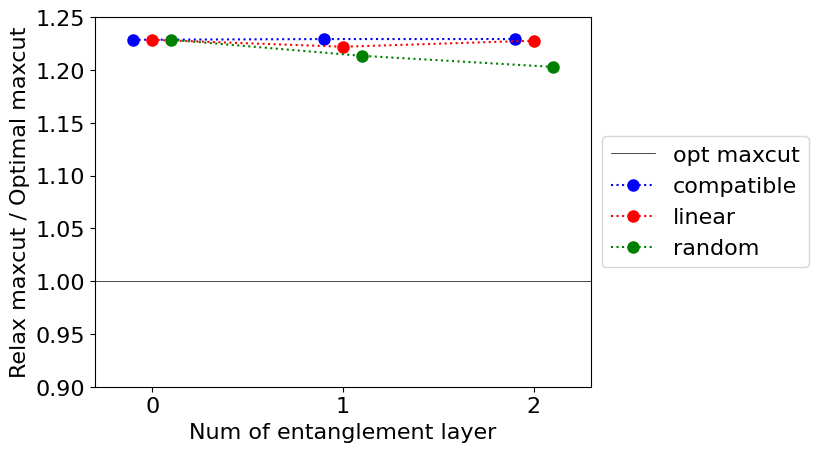 Relax maxcut / Optimal maxcut
1.25
1.20
1.15
1.10
1.05
1.00
0.95
0.90
0
1
2
Num of entanglement layer
opt maxcut
compatible
linear
random